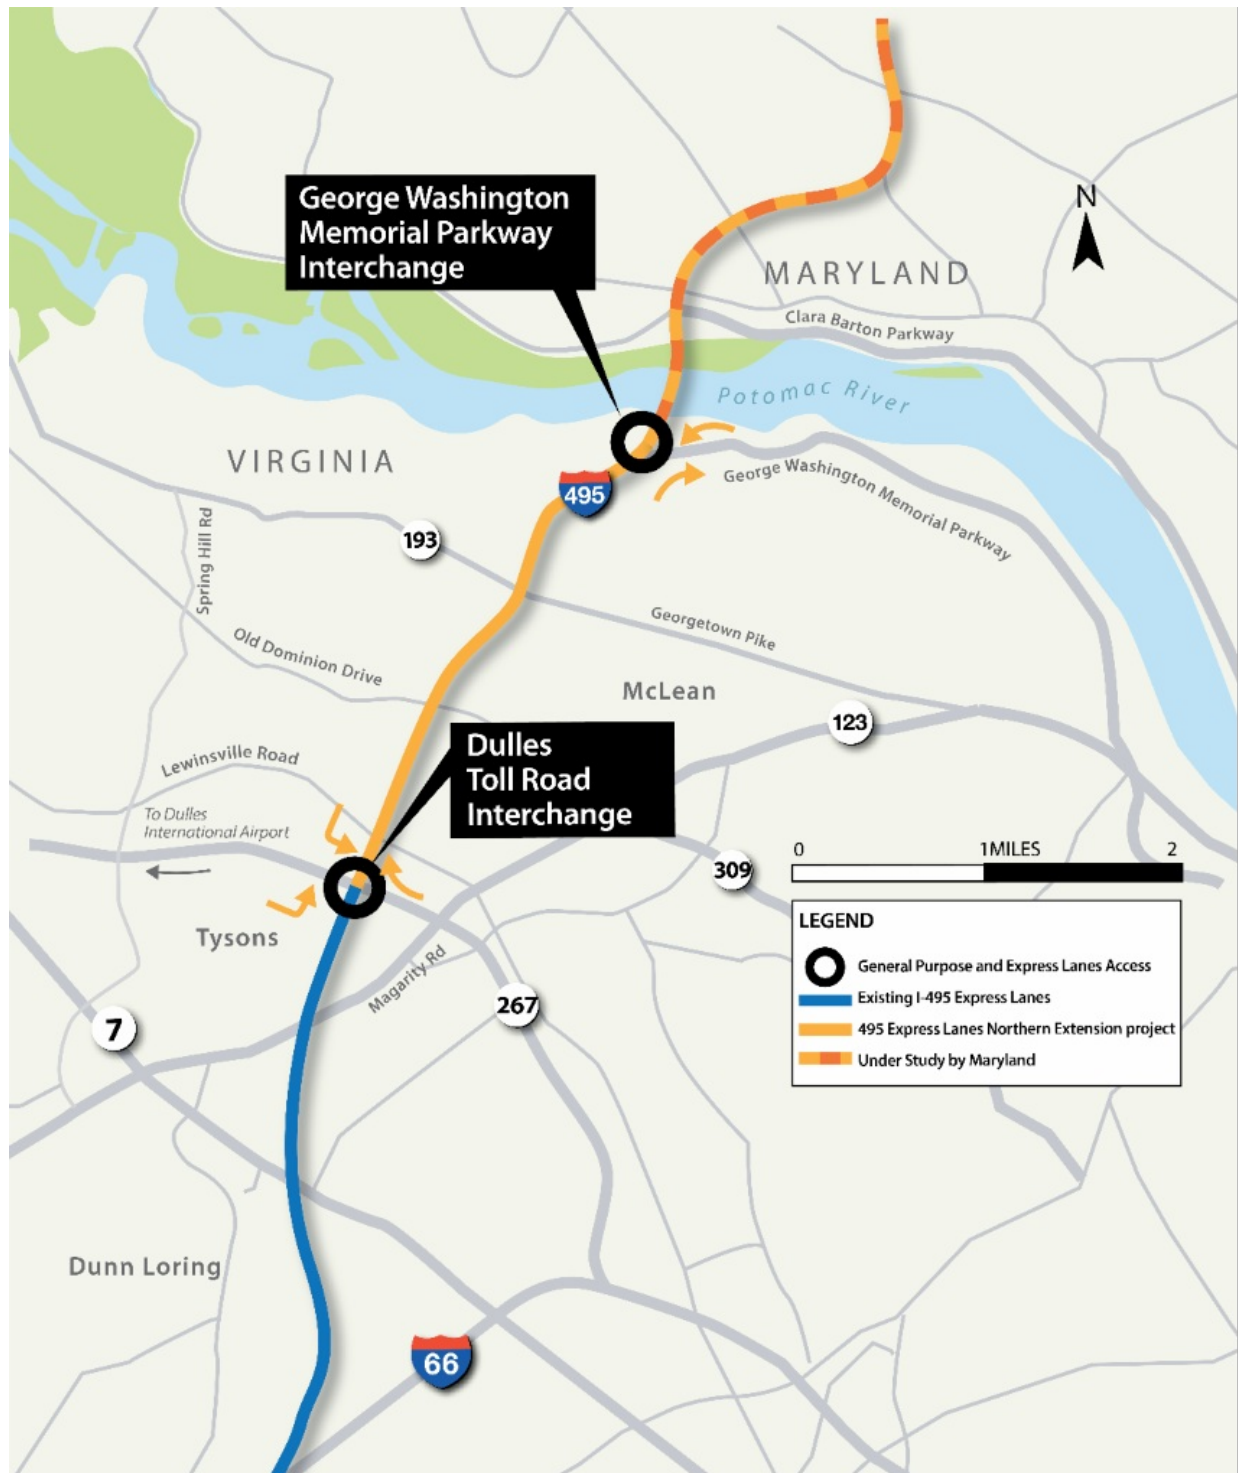 George Washington
Memorial Parkway
Interchange
N
MARYLAND
Clara Barton Parkway
Potomac River
VIRGINIA
495
George Washington Memorial Parkway
193
Spring Hill Rd
Georgetown Pike
Old Dominion Drive
McLean
123
Dulles
Toll Road
Interchange
Lewinsville Road
To Dulles
International Airport
0 1MILES 2
309
LEGEND
General Purpose and Express Lanes Access
Existing I-495 Express Lanes
495 Express Lanes Northern Extension project
Under Study by Maryland
Tysons
Magarity Rd
267
7
Dunn Loring
66